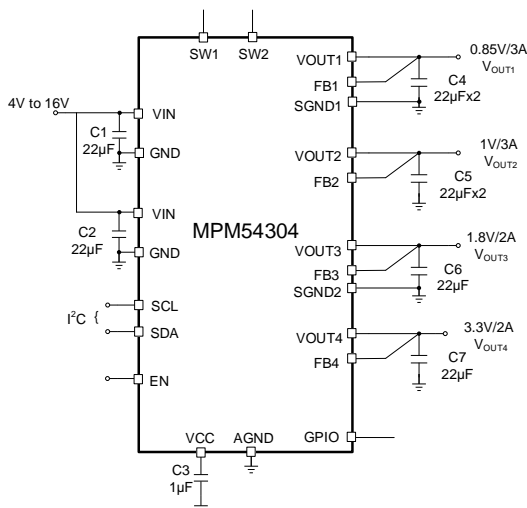 SW1
SW2
VOUT1
0.85V/3A
VOUT1
FB1
C4
22µFx2
SGND1
4V to 16V
VIN
C1
22µF
GND
VOUT2
1V/3A
VOUT2
FB2
C5
22µFx2
VIN
C2
22µF
GND
MPM54304
VOUT3
1.8V/2A
VOUT3
FB3
C6
22µF
SGND2
I²C {
SCL
SDA
VOUT4
3.3V/2A
VOUT4
FB4
C7
22µF
EN
GPIO
VCC
AGND
C3
1µF